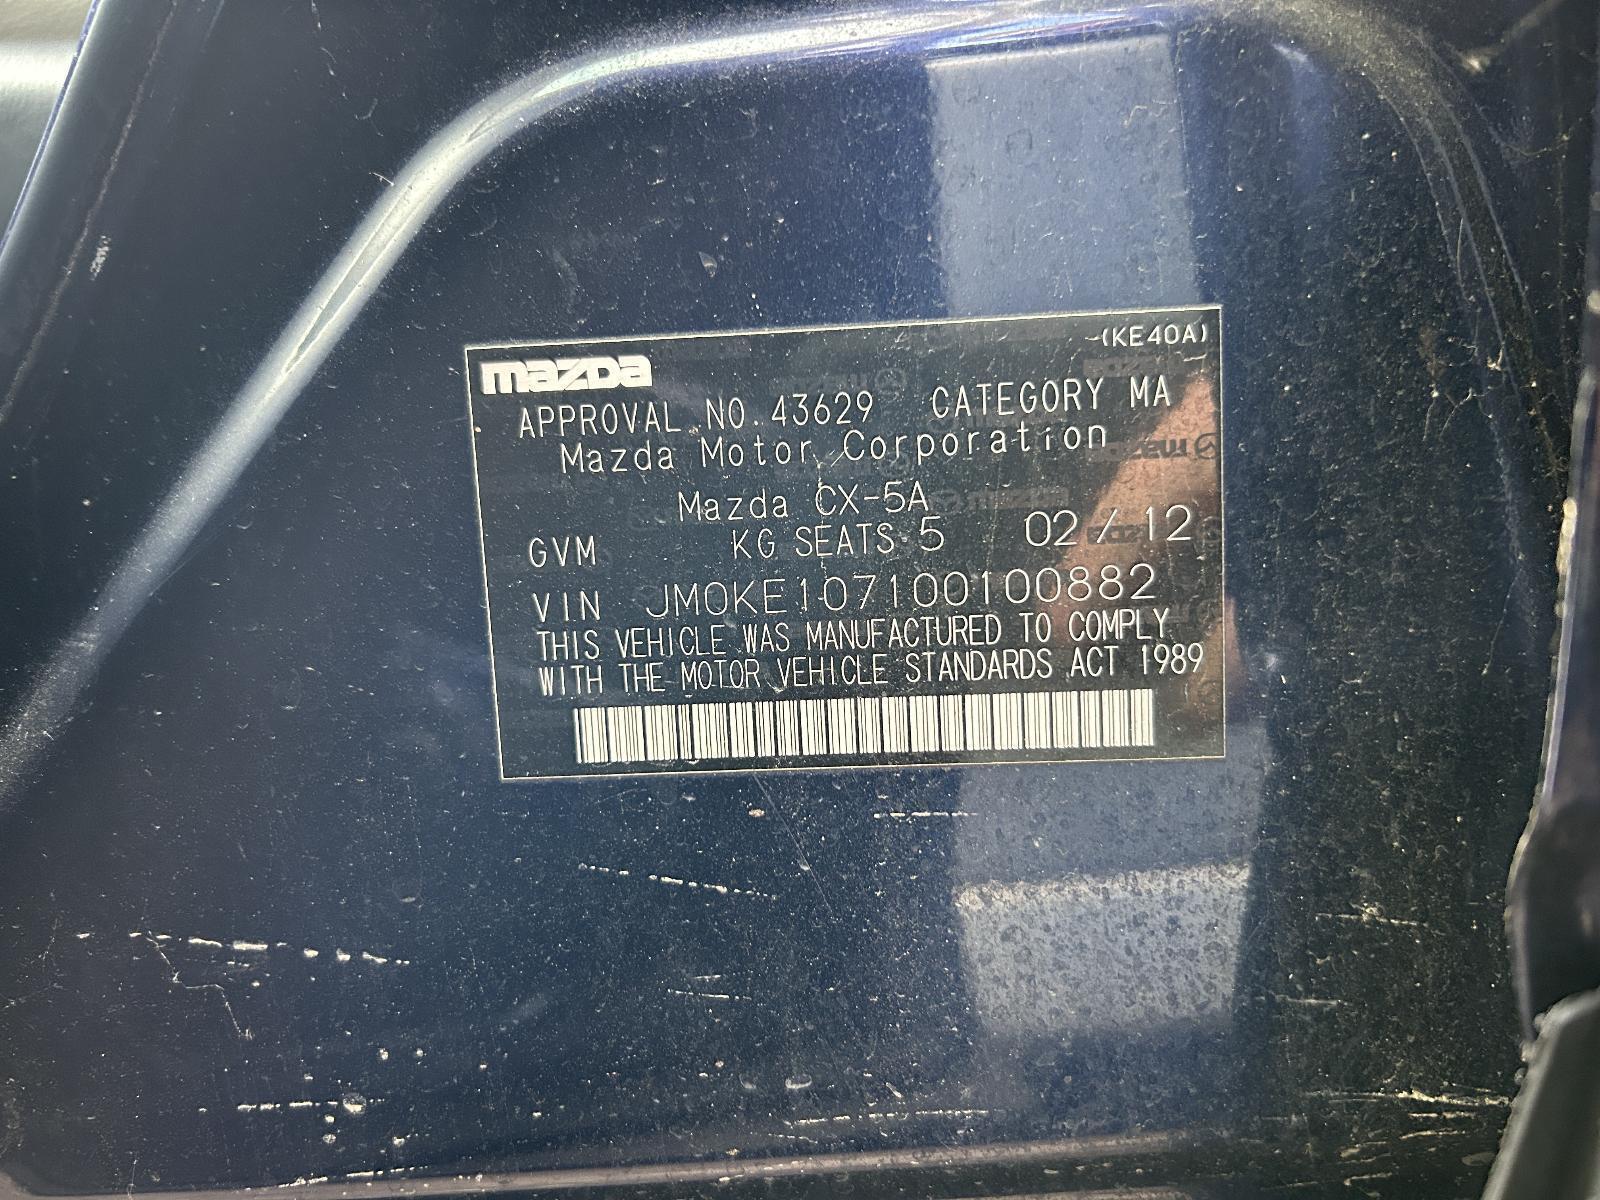 (KE40A)
mazda
APPROVAL NO. 43629 CATEGORY MA
Mazda Motor Corporation
Mazda CX-5A
GVM KG SEATS 5 02/12
VIN JM0KE107100100882
THIS VEHICLE WAS MANUFACTURED TO COMPLY
WITH THE MOTOR VEHICLE STANDARDS ACT 1989